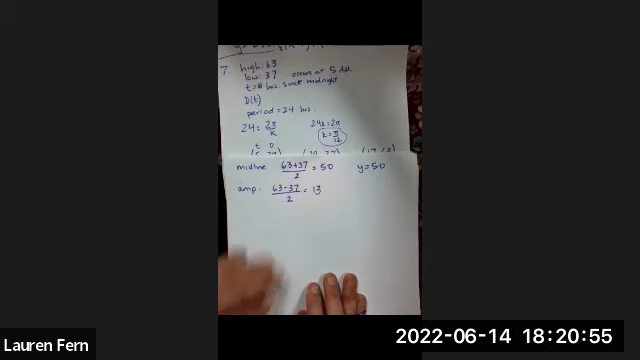 7. high: 63
low: 37 occurs at 5 AM.
t = # hrs. since midnight
D(t)
period = 24 hrs.
24 = 2π/k 24k = 2π
k = π/12
t D
midline 63+37/2 = 50 y = 50
amp: 63-37/2 = 13
Lauren Fern
2022-06-14 18:20:55